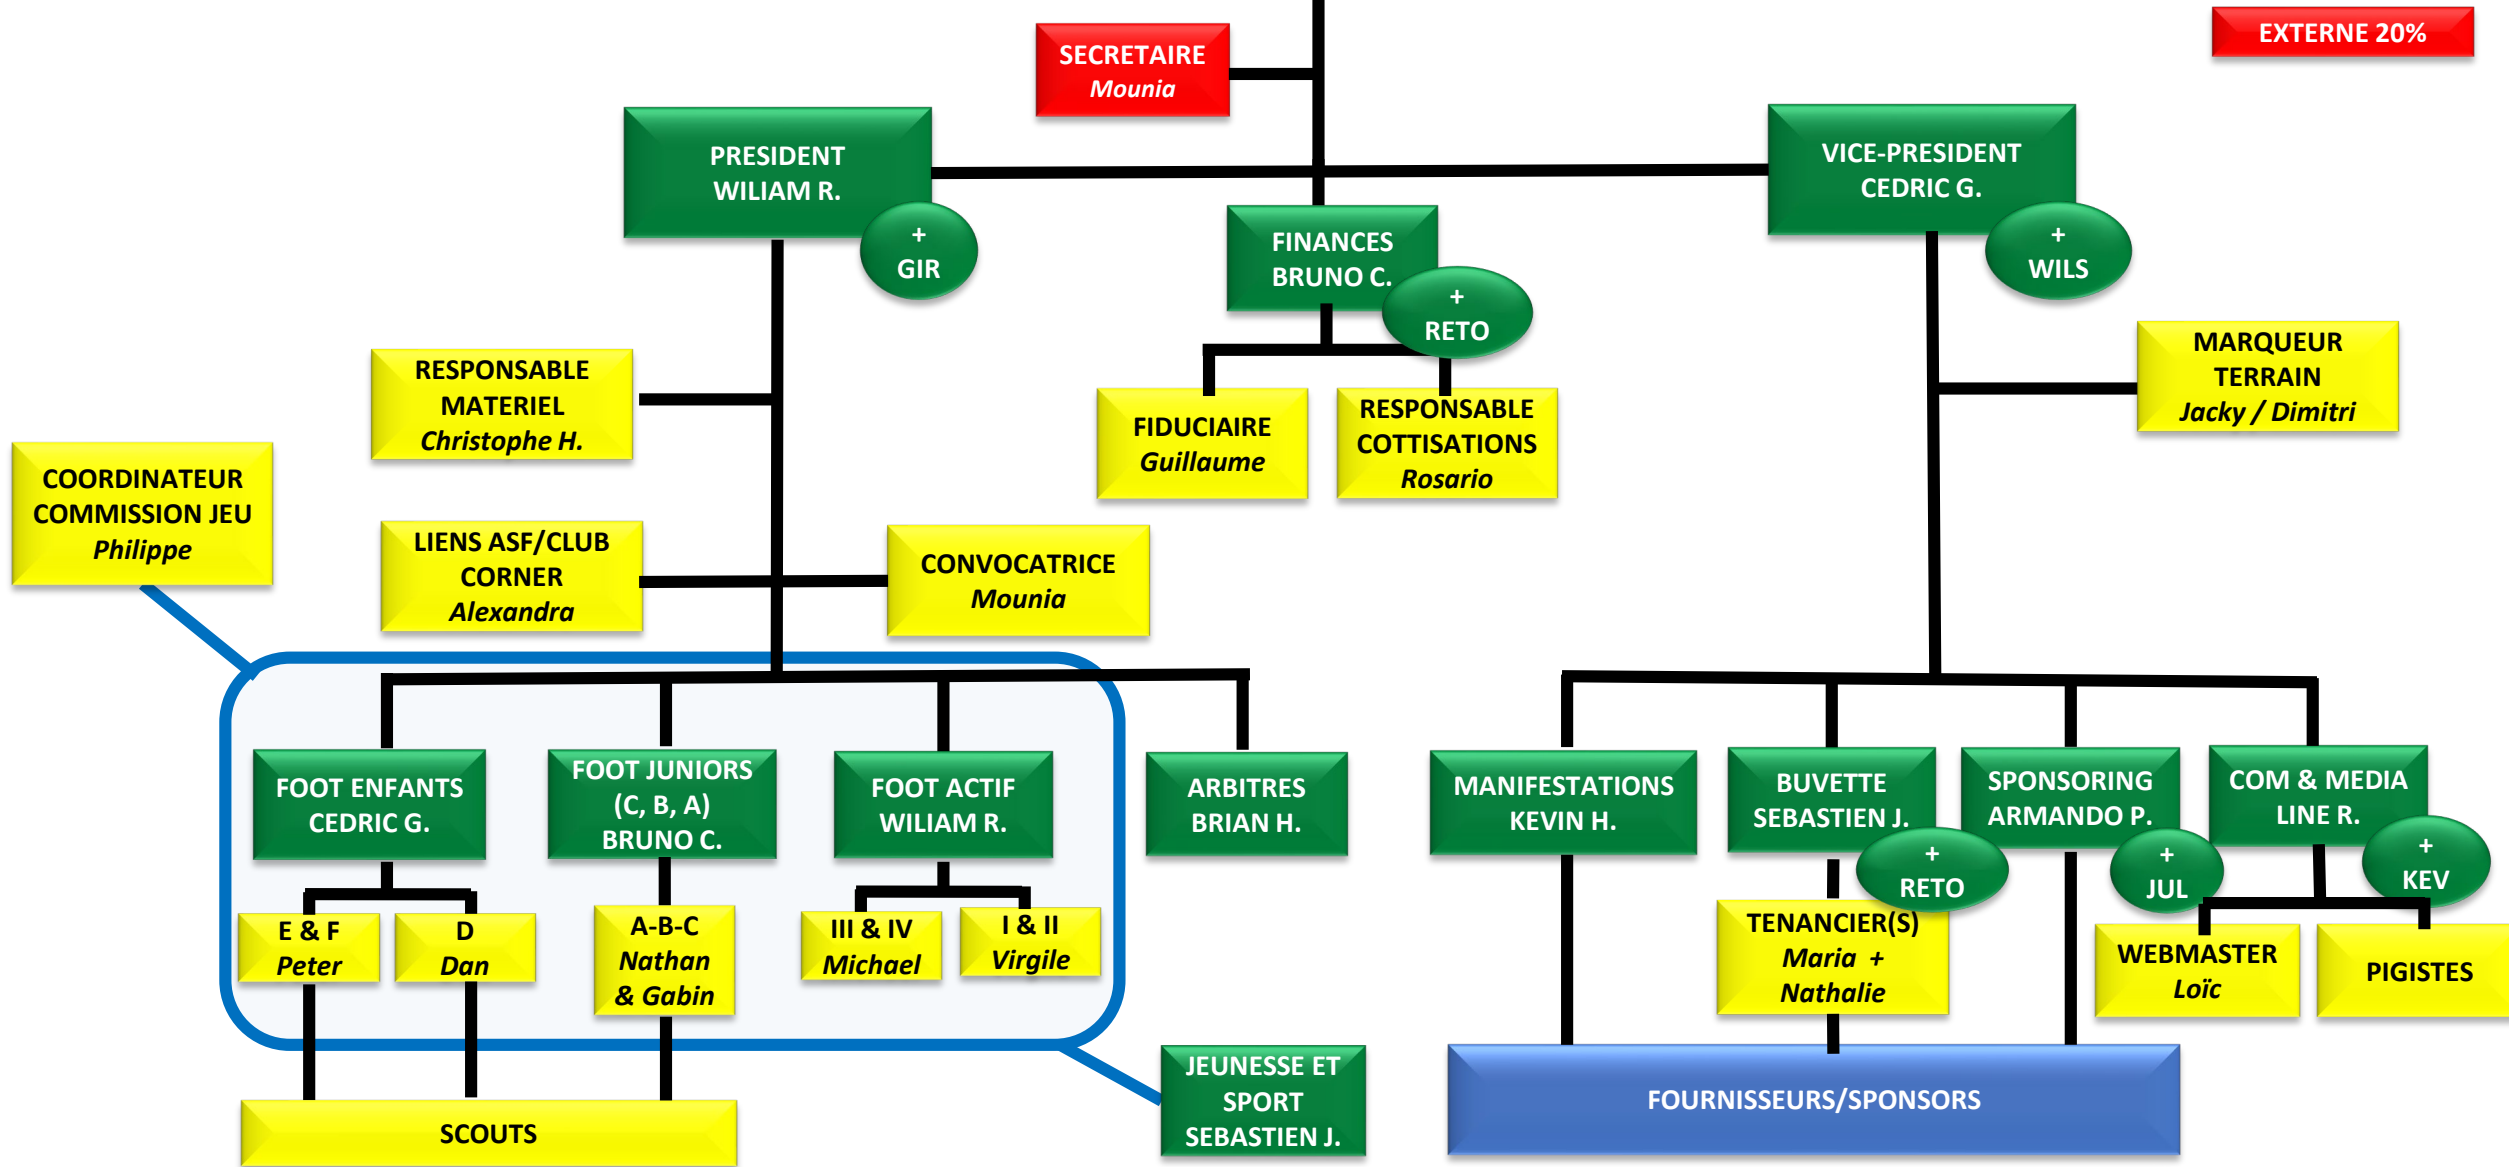 EXTERNE 20%
SECRETAIRE
Mounia
PRESIDENT
WILIAM R.
+
GIR
VICE-PRESIDENT
CEDRIC G.
+
WILS
FINANCES
BRUNO C.
+
RETO
RESPONSABLE
MATERIEL
Christophe H.
FIDUCIAIRE
Guillaume
RESPONSABLE
COTTISATIONS
Rosario
MARQUEUR
TERRAIN
Jacky / Dimitri
COORDINATEUR
COMMISSION JEU
Philippe
LIENS ASF/CLUB
CORNER
Alexandra
CONVOCATRICE
Mounia
FOOT ENFANTS
CEDRIC G.
FOOT JUNIORS
(C, B, A)
BRUNO C.
FOOT ACTIF
WILIAM R.
ARBITRES
BRIAN H.
MANIFESTATIONS
KEVIN H.
BUVETTE
SEBASTIEN J.
+
RETO
SPONSORING
ARMANDO P.
+
JUL
COM & MEDIA
LINE R.
+
KEV
E & F
Peter
D
Dan
A-B-C
Nathan
& Gabin
III & IV
Michael
I & II
Virgile
TENANCIER(S)
Maria +
Nathalie
WEBMASTER
Loïc
PIGISTES
JEUNESSE ET
SPORT
SEBASTIEN J.
FOURNISSEURS/SPONSORS
SCOUTS